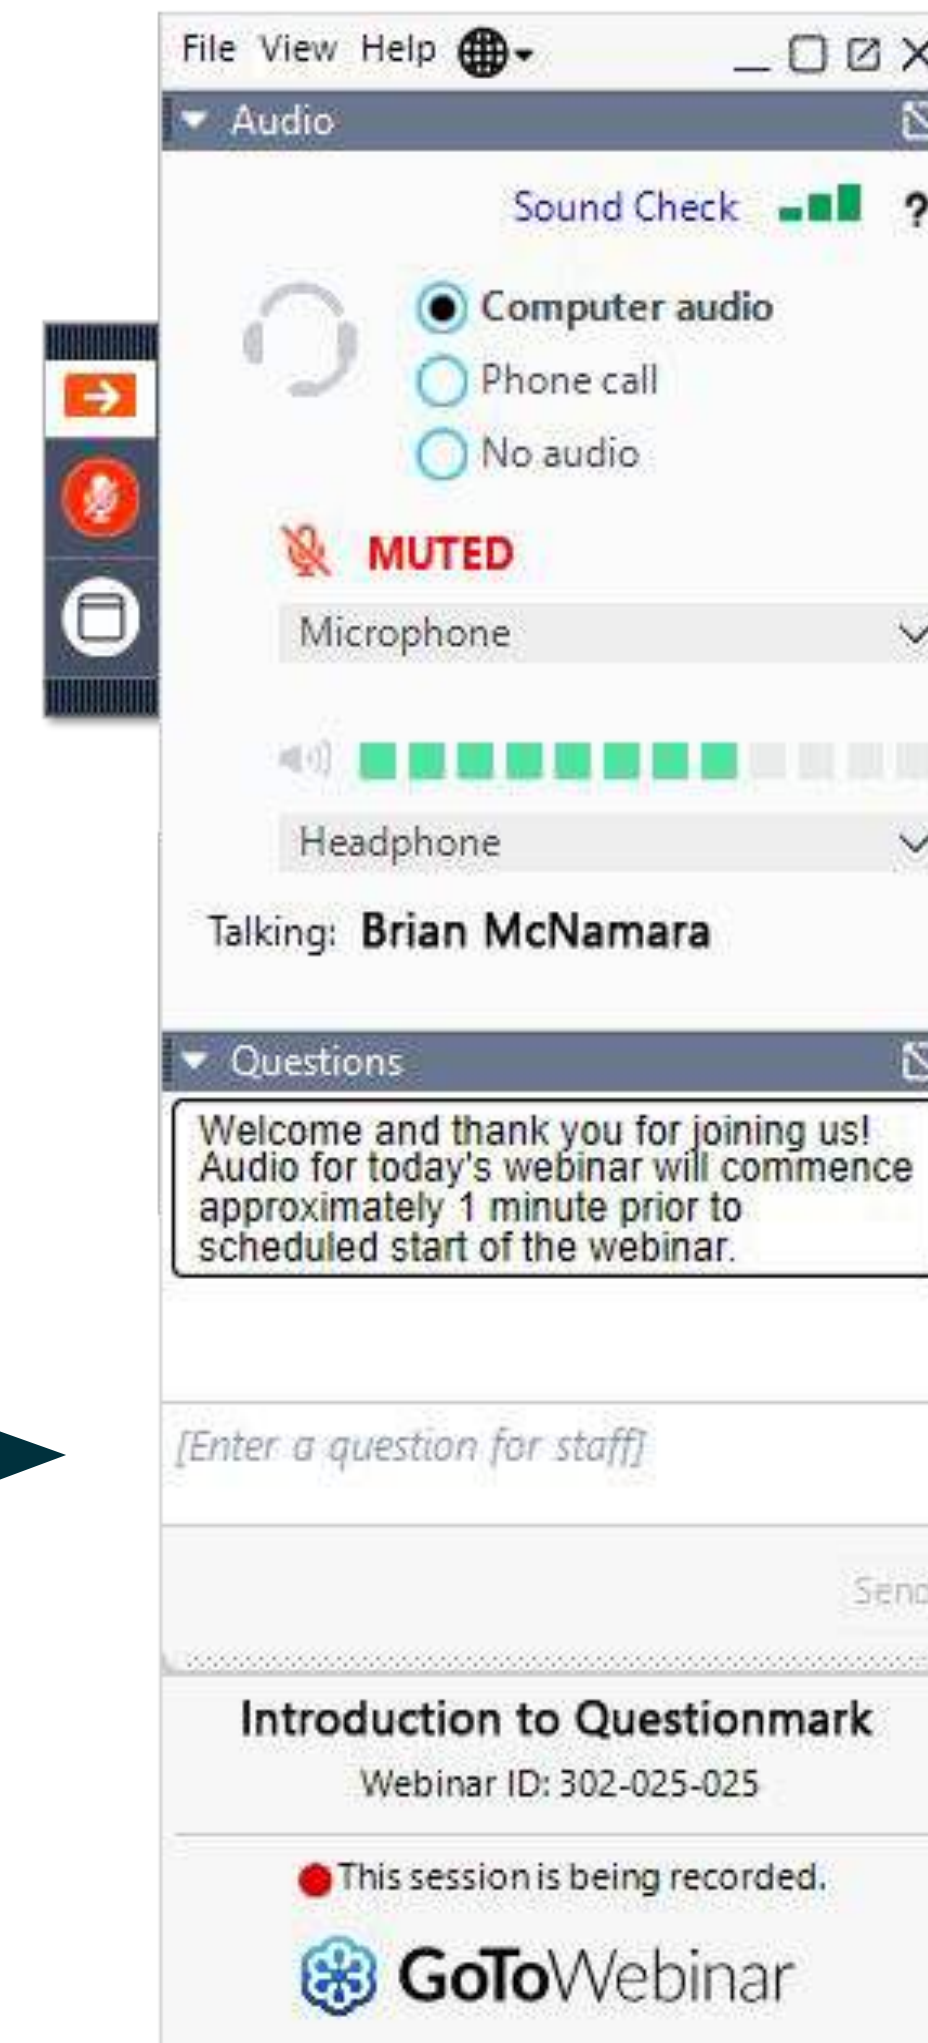 File View Help
Audio
Sound Check ?
Computer audio
Phone call
No audio
MUTED
Microphone
Headphone
Talking: Brian McNamara
Questions
Welcome and thank you for joining us!
Audio for today's webinar will commence
approximately 1 minute prior to
scheduled start of the webinar.
[Enter a question for staff]
Send
Introduction to Questionmark
Webinar ID: 302-025-025
This session is being recorded.
GoToWebinar